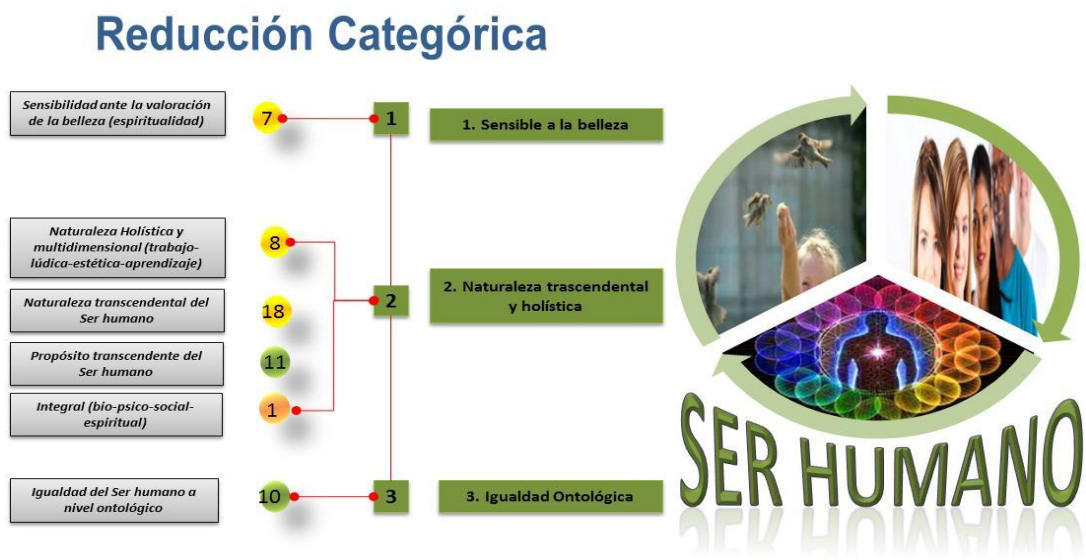 Reducción Categórica
Sensibilidad ante la valoración
de la belleza (espiritualidad)
7
1
1. Sensible a la belleza
Naturaleza Holística y
multidimensional (trabajo-
lúdica-estética-aprendizaje)
8
Naturaleza transcendental del
Ser humano
18
2
2. Naturaleza trascendental
y holística
Propósito transcendente del
Ser humano
11
Integral (bio-psico-social-
espiritual)
1
Igualdad del Ser humano a
nivel ontológico
10
3
3. Igualdad Ontológica
SER HUMANO